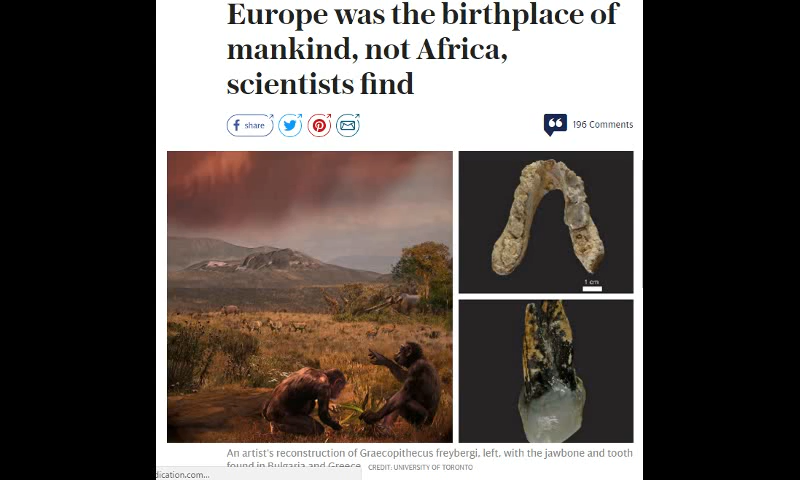 Europe was the birthplace of
mankind, not Africa,
scientists find
share
196 Comments
1 cm
An artist's reconstruction of Graecopithecus freybergi, left, with the jawbone and tooth
found in Bulgaria and Greece CREDIT: UNIVERSITY OF TORONTO
dication.com...